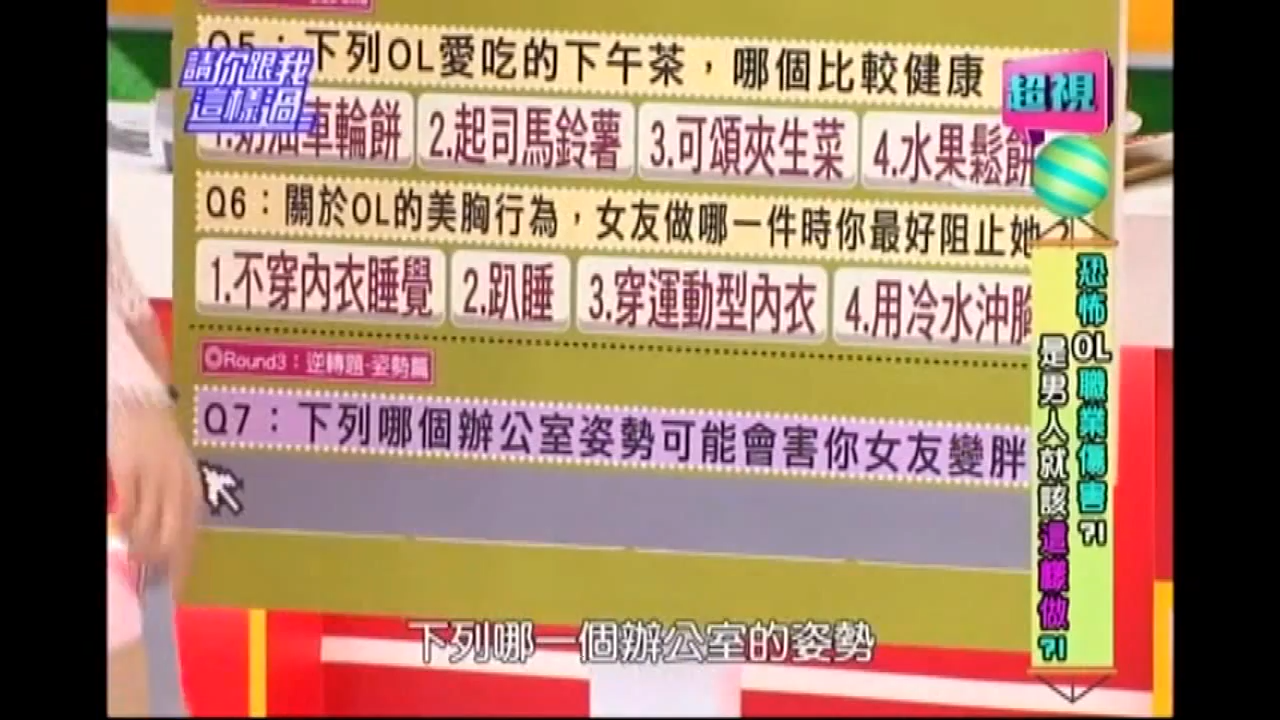 請你跟我
這樣過
超視
Q5：下列OL愛吃的下午茶，哪個比較健康
1.奶油車輪餅 2.起司馬鈴薯 3.可頌夾生菜 4.水果鬆餅
Q6：關於OL的美胸行為，女友做哪一件時你最好阻止她？
1.不穿內衣睡覺 2.趴睡 3.穿運動型內衣 4.用冷水沖胸
◎Round3：逆轉題-姿勢篇
Q7：下列哪個辦公室姿勢可能會害你女友變胖
恐怖OL職業傷害?!
是男人就該這樣做?!
下列哪一個辦公室的姿勢